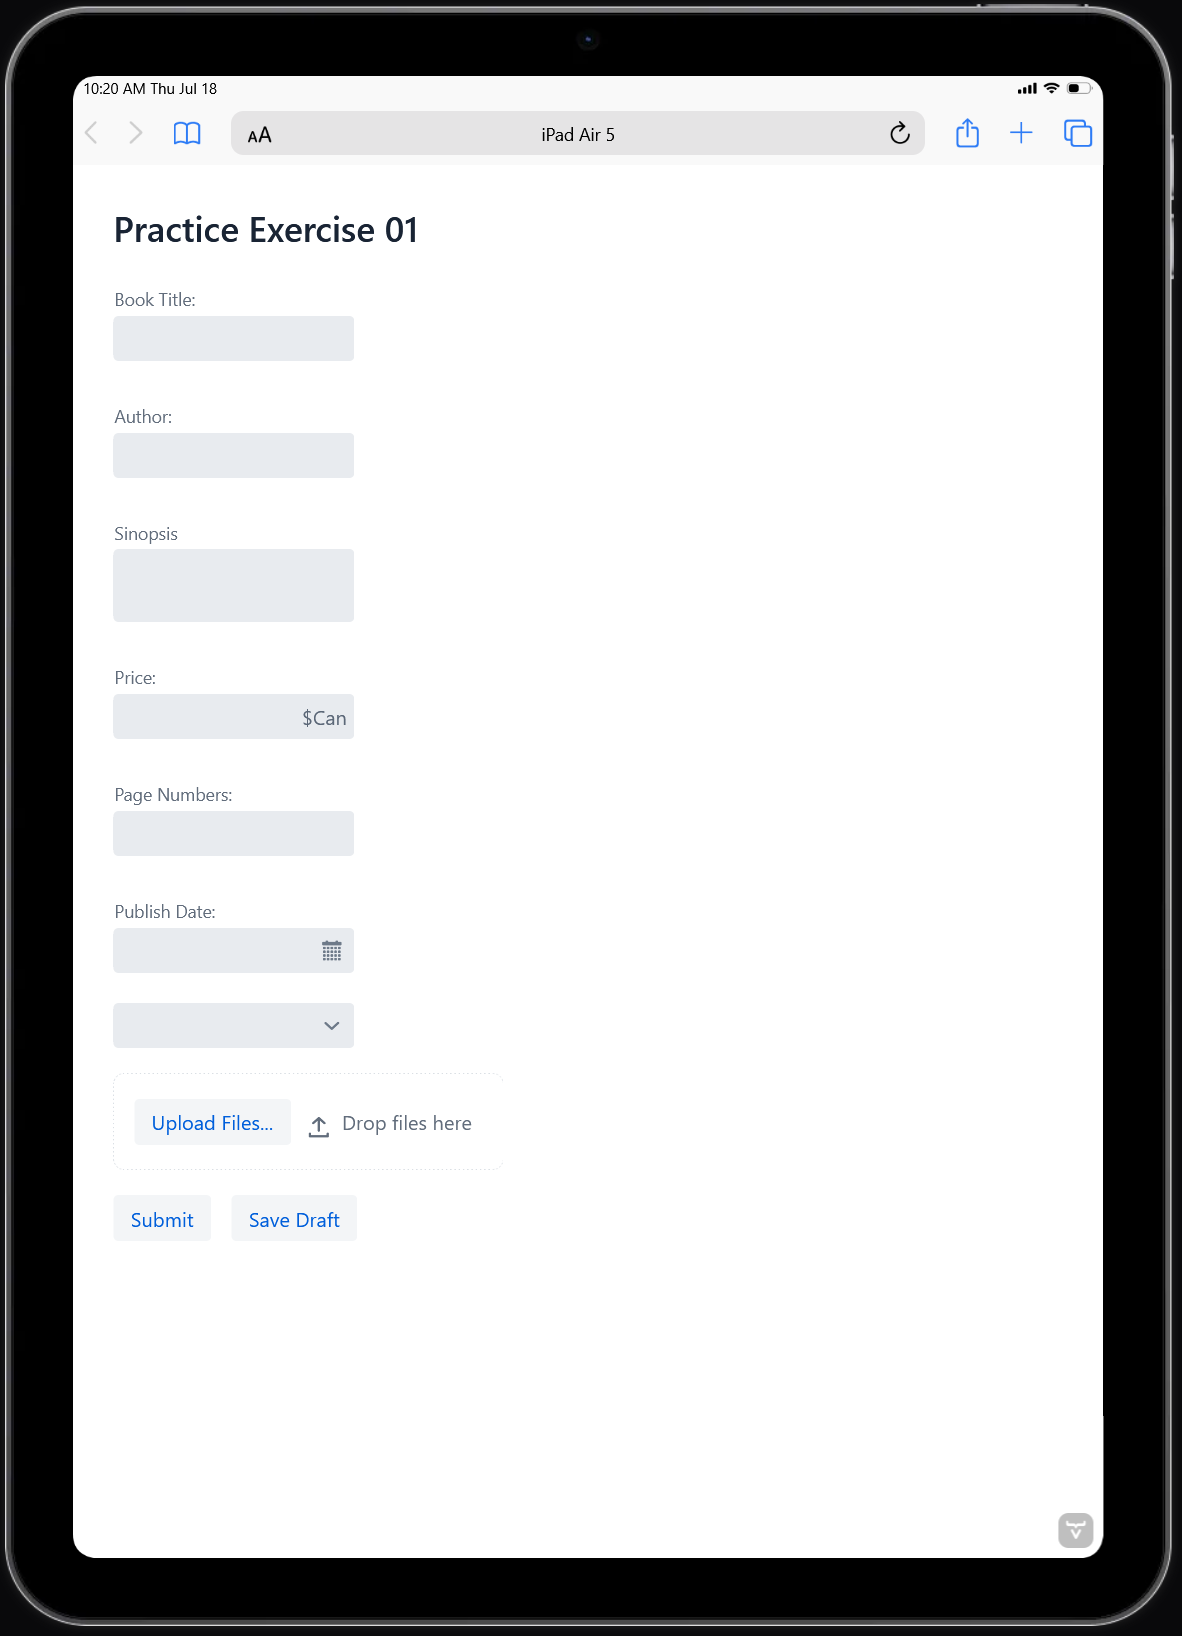 10:20 AM Thu Jul 18
AA
iPad Air 5
Practice Exercise 01
Book Title:
Author:
Sinopsis
Price:
$Can
Page Numbers:
Publish Date:
Upload Files...
Drop files here
Submit
Save Draft